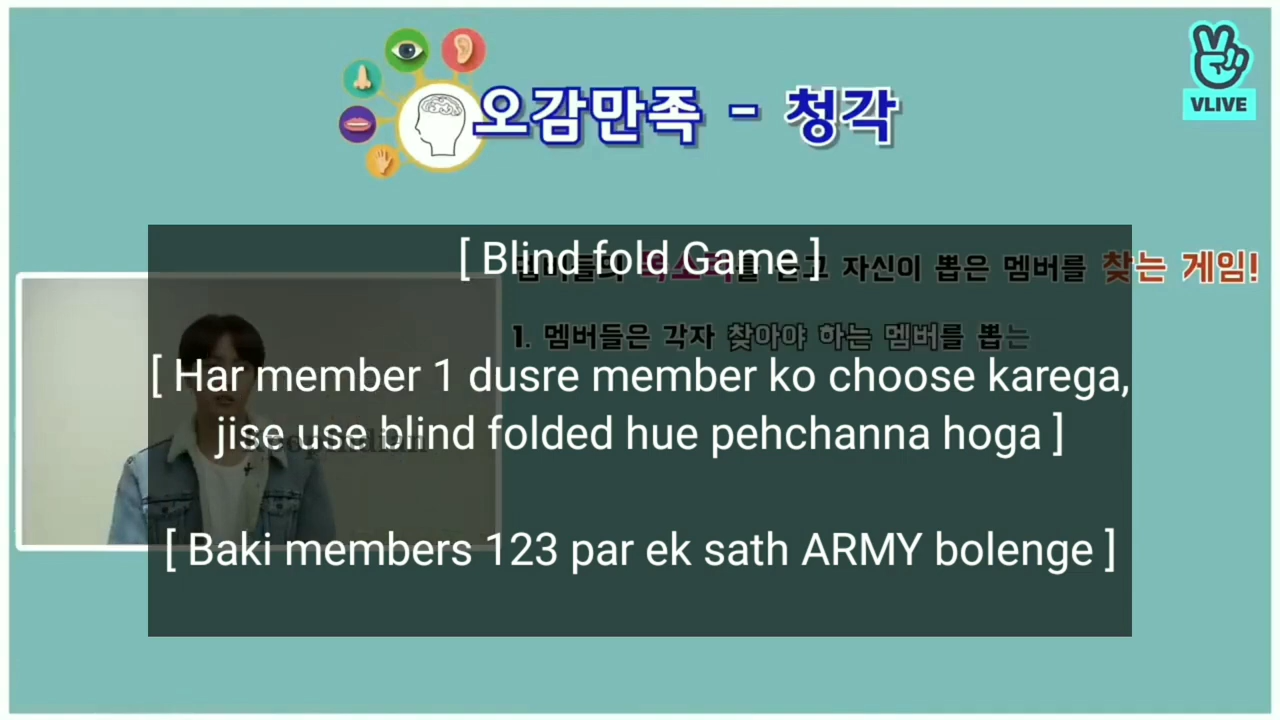 오감만족 - 청각
VLIVE
[ Blind fold Game ]
자신이 뽑은 멤버를 찾는 게임!
1. 멤버들은 각자 찾아야 하는 멤버를 뽑는
[ Har member 1 dusre member ko choose karega,
jise use blind folded hue pehchanna hoga ]
[ Baki members 123 par ek sath ARMY bolenge ]